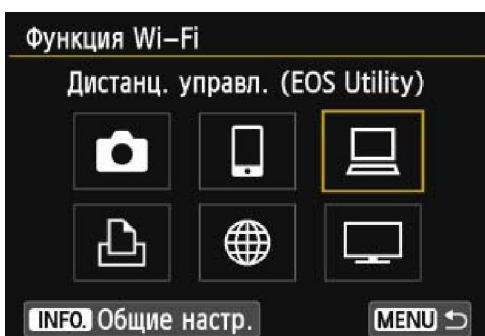 Функция Wi-Fi
Дистанц. управл. (EOS Utility)
INFO. Общие настр. MENU